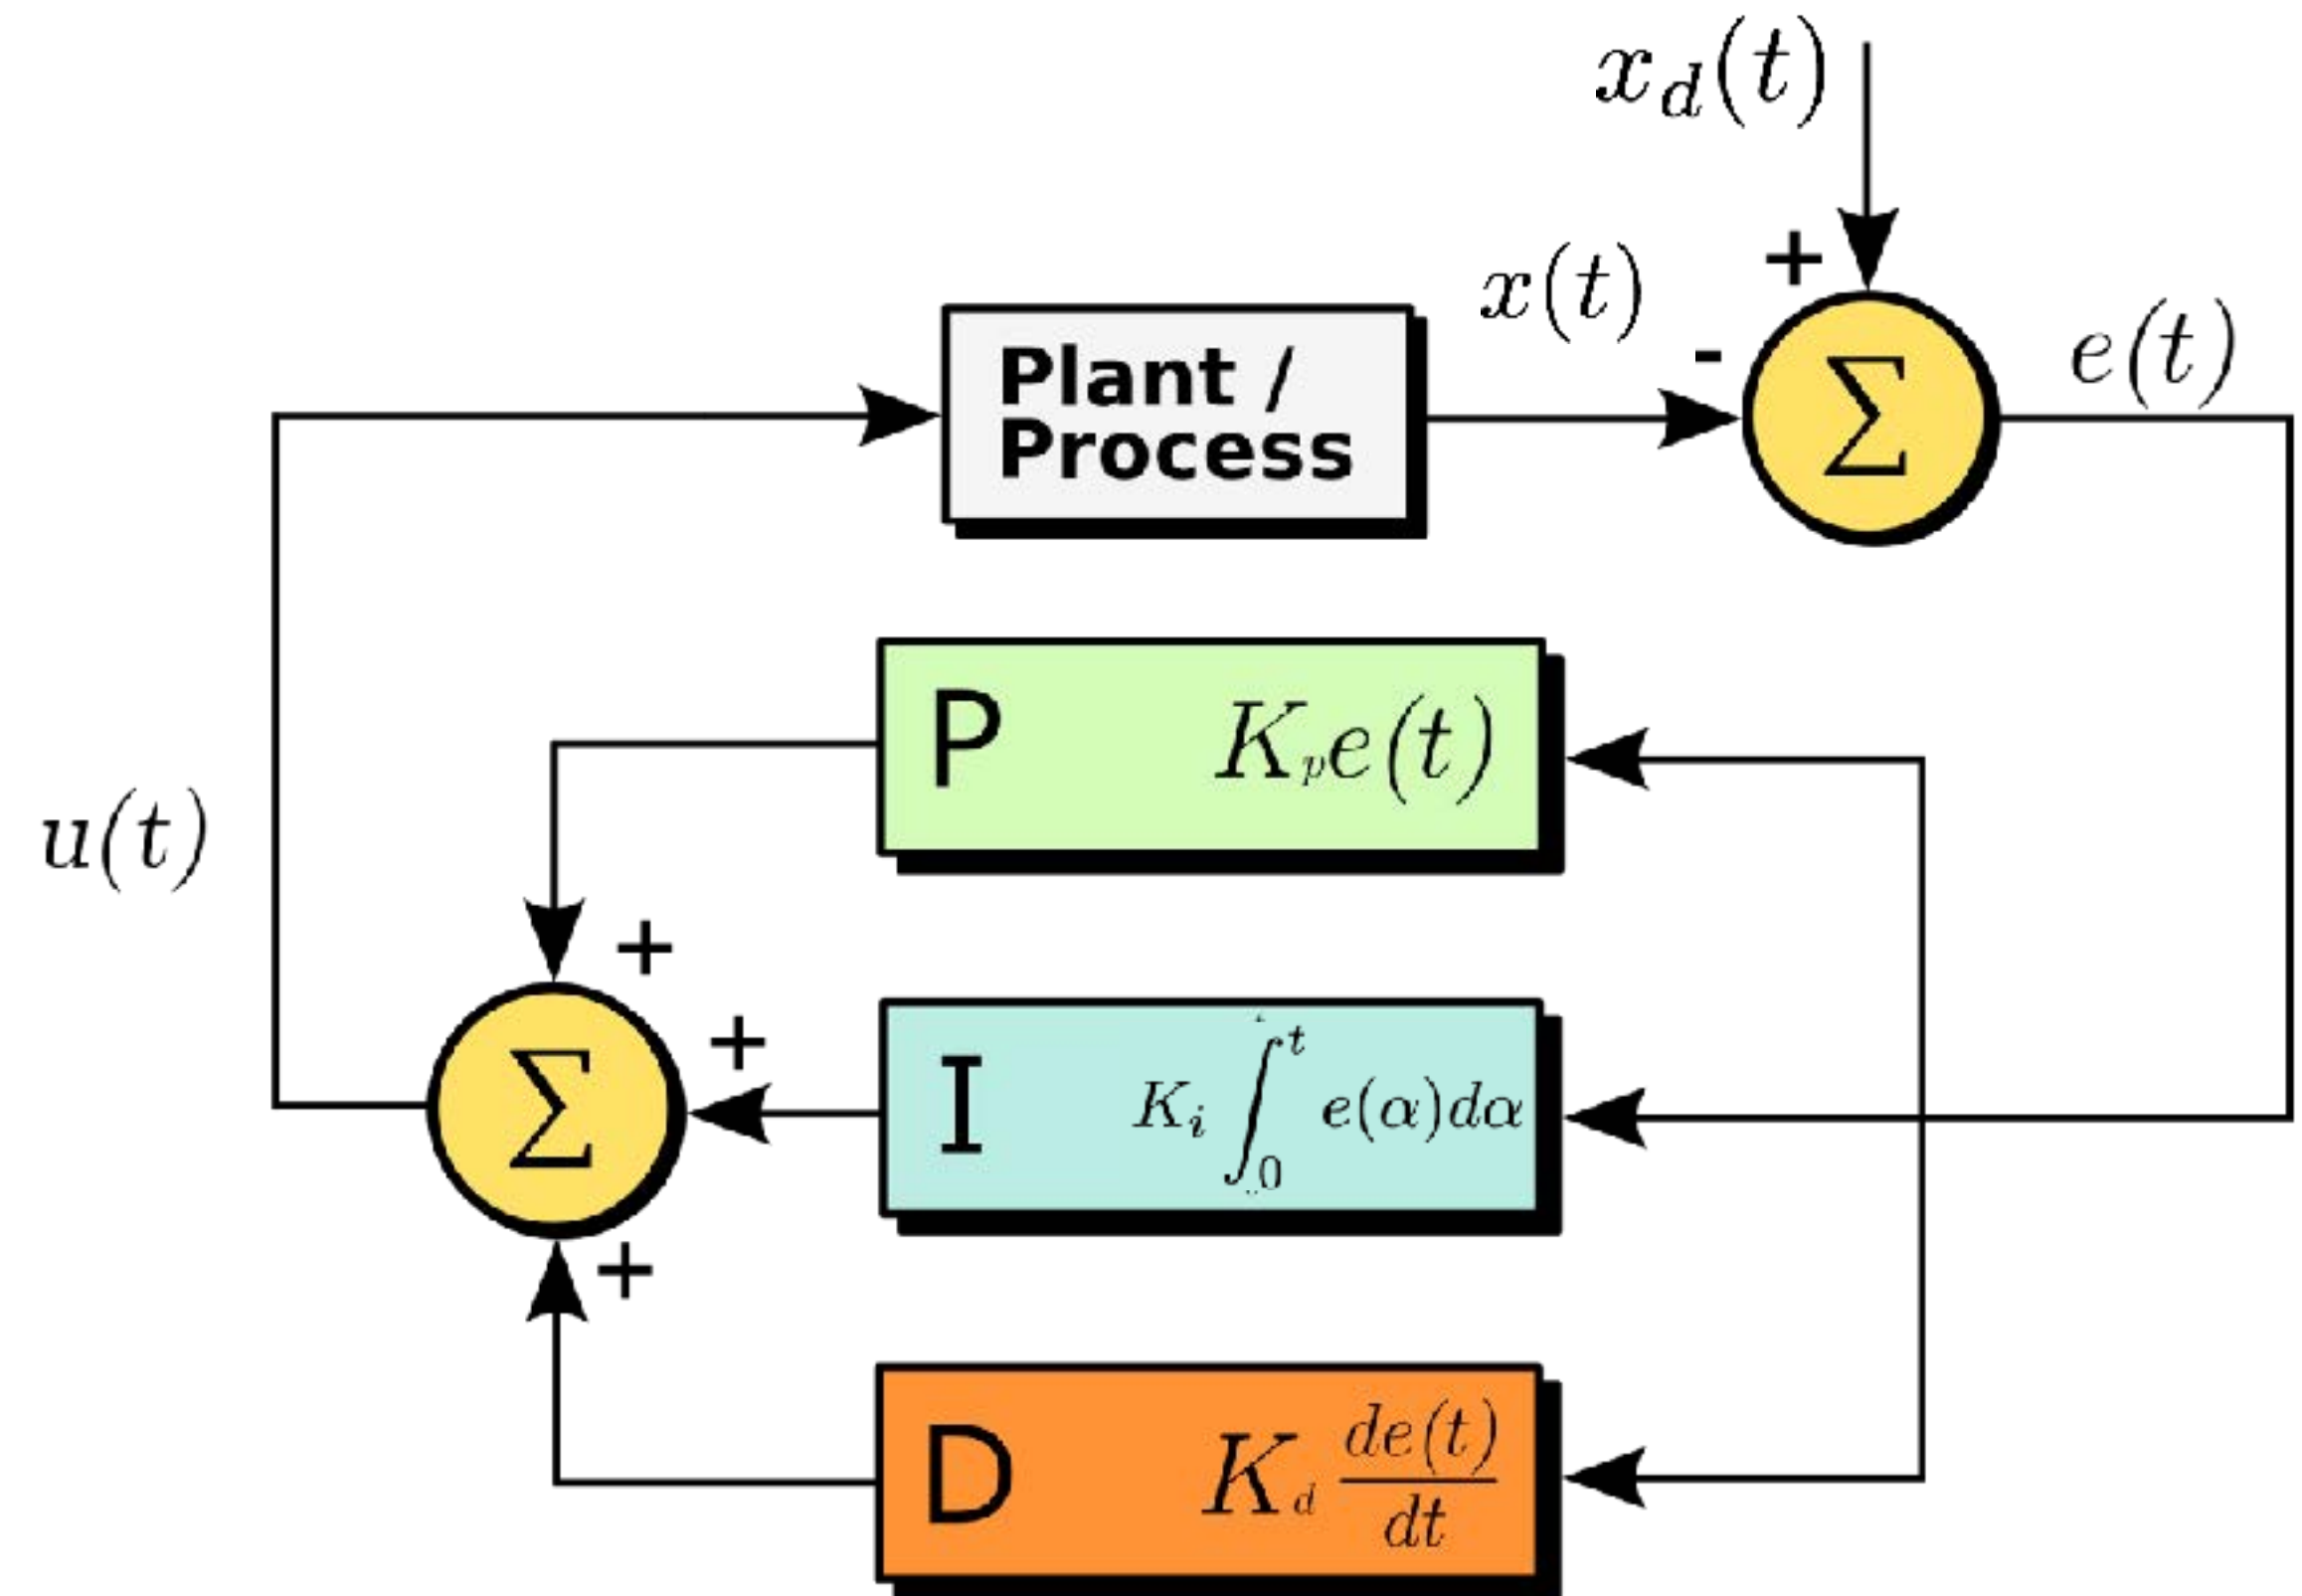 x_d(t)
+
x(t)
-
Σ
e(t)
Plant /
Process
P K_p e(t)
u(t)
+
+
Σ
I K_i ∫_0^t e(α)dα
+
D K_d de(t)/dt